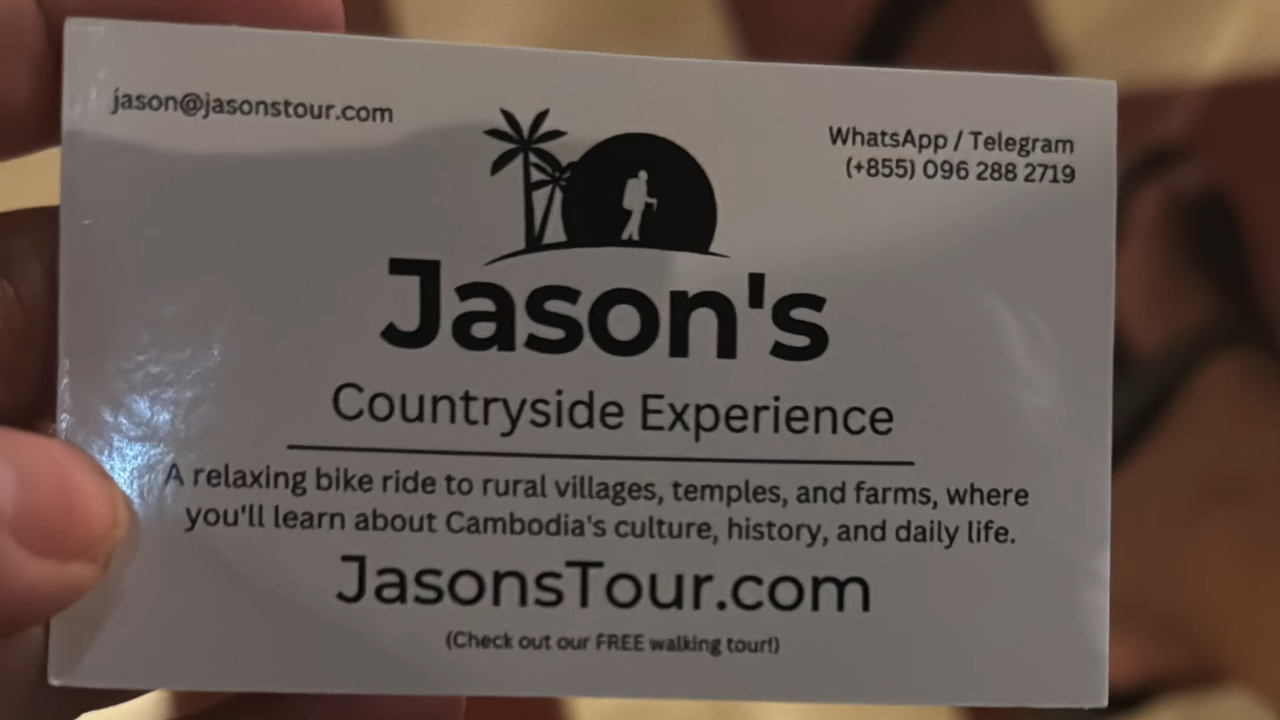 jason@jasonstour.com
WhatsApp / Telegram
(+855) 096 288 2719
Jason's
Countryside Experience
A relaxing bike ride to rural villages, temples, and farms, where
you'll learn about Cambodia's culture, history, and daily life.
JasonsTour.com
(Check out our FREE walking tour!)